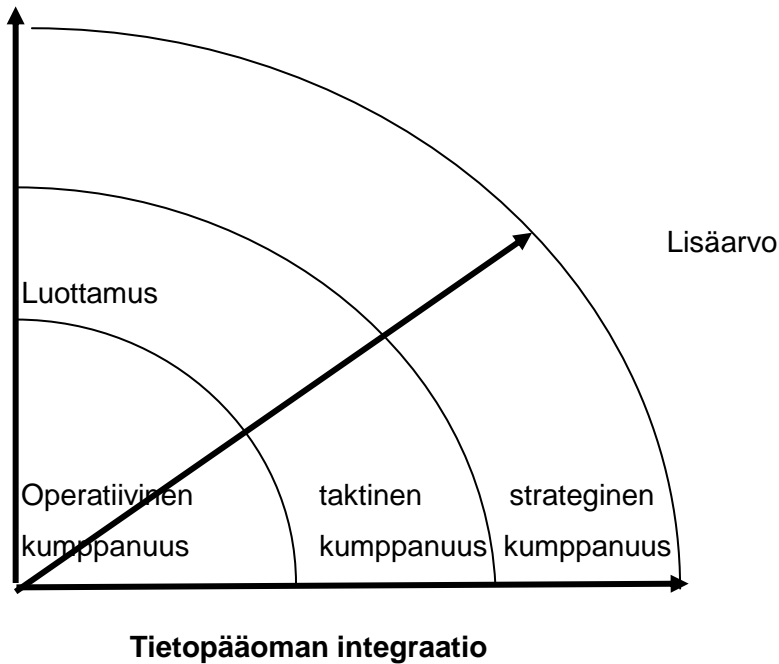 Lisäarvo
Luottamus
Operatiivinen
kumppanuus
taktinen
kumppanuus
strateginen
kumppanuus
Tietopääoman integraatio